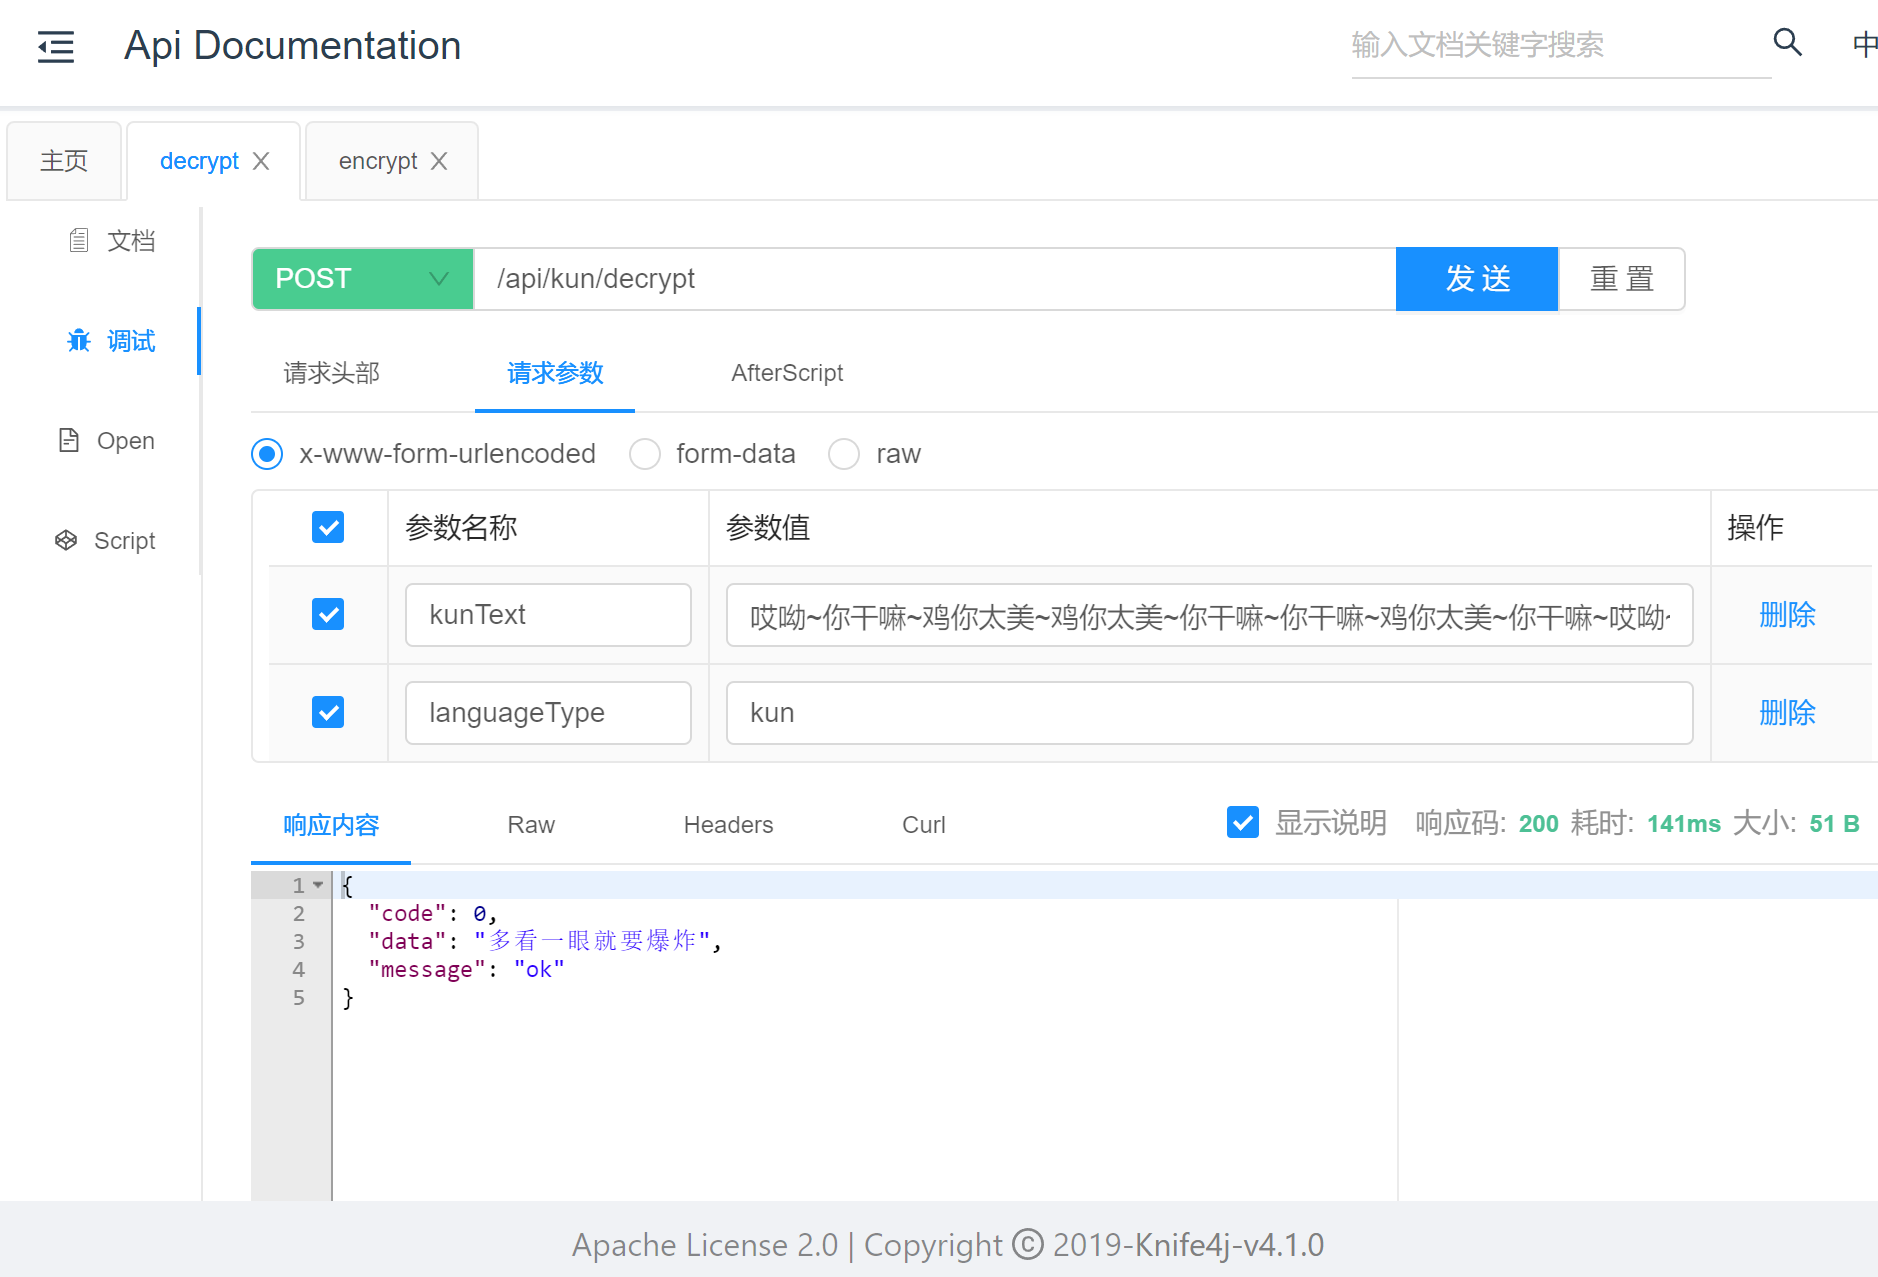 Api Documentation
输入文档关键字搜索
中
主页
decrypt
encrypt
文档
调试
Open
Script
POST
/api/kun/decrypt
发 送
重 置
请求头部
请求参数
AfterScript
x-www-form-urlencoded
form-data
raw
参数名称
参数值
操作
kunText
哎呦~你干嘛~鸡你太美~鸡你太美~你干嘛~你干嘛~鸡你太美~你干嘛~哎呦~
删除
languageType
kun
删除
响应内容
Raw
Headers
Curl
显示说明
响应码: 200 耗时: 141ms 大小: 51 B
1 {
2 "code": 0,
3 "data": "多看一眼就要爆炸",
4 "message": "ok"
5 }
Apache License 2.0 | Copyright © 2019-Knife4j-v4.1.0